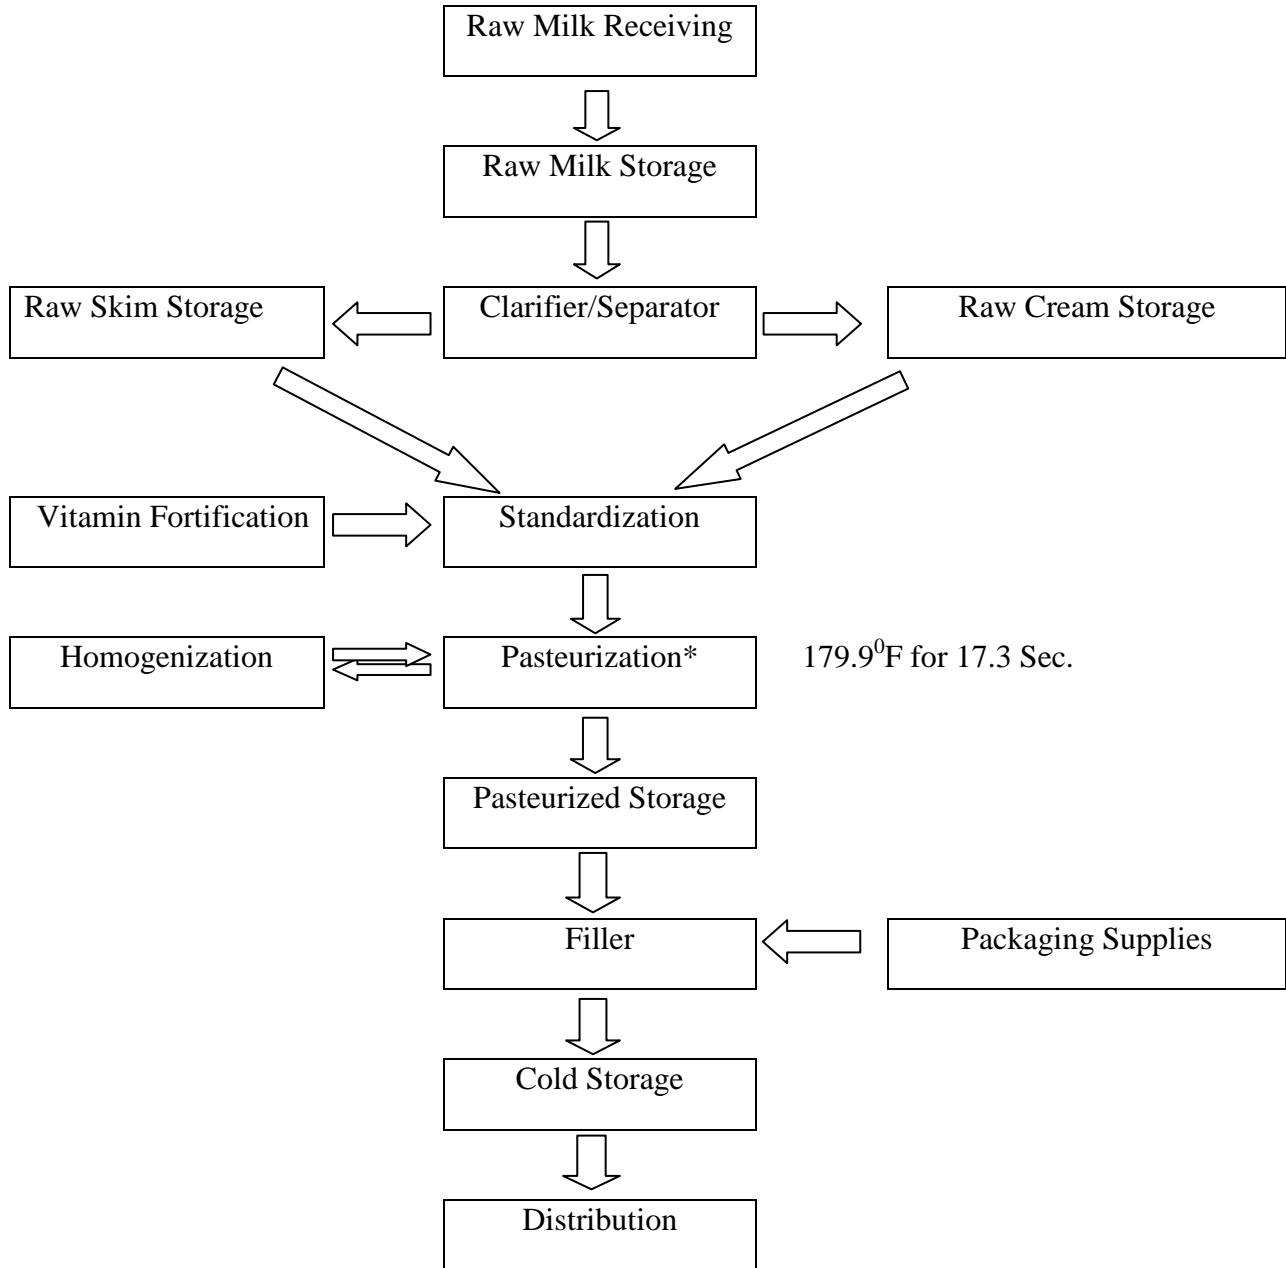 Raw Milk Receiving
Raw Milk Storage
Raw Skim Storage
Clarifier/Separator
Raw Cream Storage
Vitamin Fortification
Standardization
Homogenization
Pasteurization*
179.9⁰F for 17.3 Sec.
Pasteurized Storage
Filler
Packaging Supplies
Cold Storage
Distribution